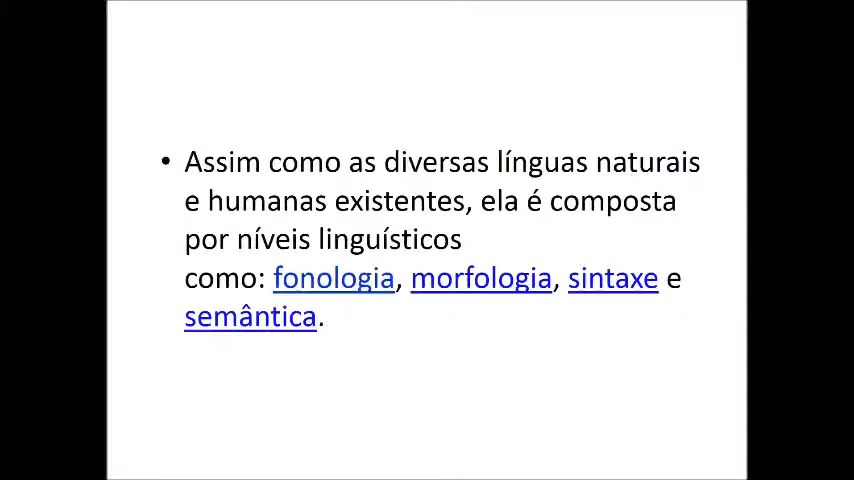 • Assim como as diversas línguas naturais
e humanas existentes, ela é composta
por níveis linguísticos
como: fonologia, morfologia, sintaxe e
semântica.